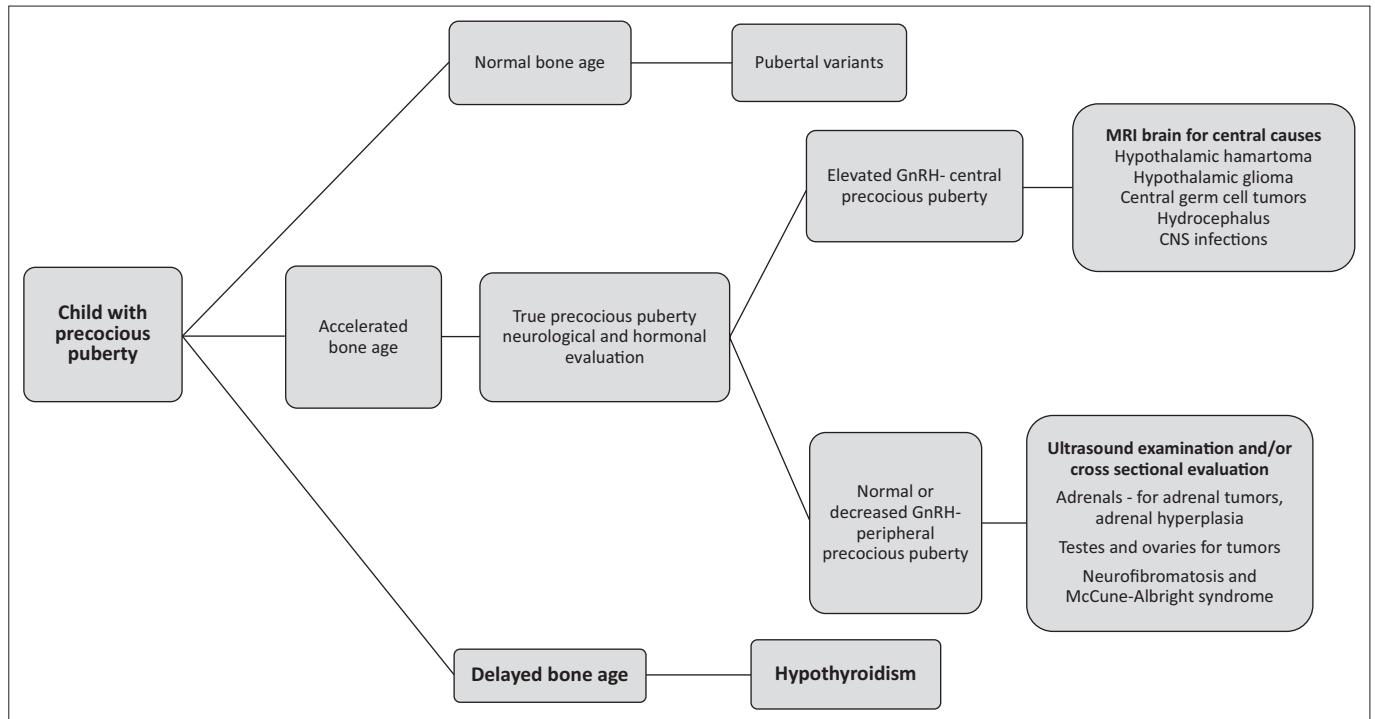 Normal bone age
Pubertal variants
Elevated GnRH- central
precocious puberty
MRI brain for central causes
Hypothalamic hamartoma
Hypothalamic glioma
Central germ cell tumors
Hydrocephalus
CNS infections
Child with
precocious
puberty
Accelerated
bone age
True precocious puberty
neurological and hormonal
evaluation
Normal or
decreased GnRH-
peripheral
precocious puberty
Ultrasound examination and/or
cross sectional evaluation
Adrenals - for adrenal tumors,
adrenal hyperplasia
Testes and ovaries for tumors
Neurofibromatosis and
McCune-Albright syndrome
Delayed bone age
Hypothyroidism